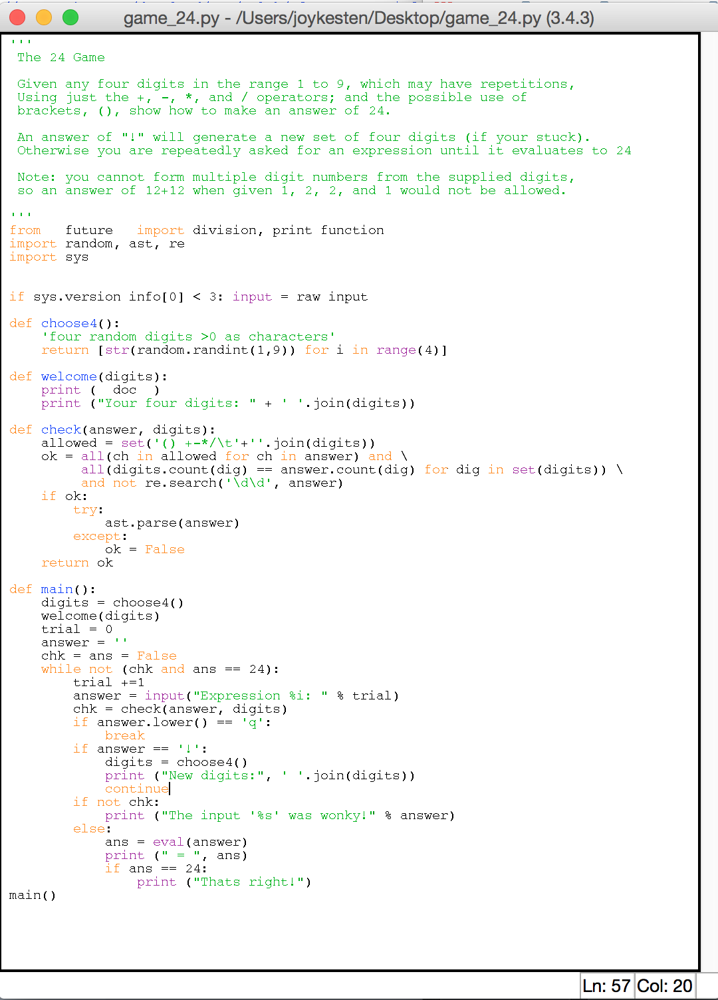 game_24.py - /Users/joykesten/Desktop/game_24.py (3.4.3)
'''
 The 24 Game

 Given any four digits in the range 1 to 9, which may have repetitions,
 Using just the +, -, *, and / operators; and the possible use of
 brackets, (), show how to make an answer of 24.

 An answer of "!" will generate a new set of four digits (if your stuck).
 Otherwise you are repeatedly asked for an expression until it evaluates to 24

 Note: you cannot form multiple digit numbers from the supplied digits,
 so an answer of 12+12 when given 1, 2, 2, and 1 would not be allowed.

'''
from   future   import division, print function
import random, ast, re
import sys


if sys.version info[0] < 3: input = raw input

def choose4():
    'four random digits >0 as characters'
    return [str(random.randint(1,9)) for i in range(4)]

def welcome(digits):
    print (  doc  )
    print ("Your four digits: " + ' '.join(digits))

def check(answer, digits):
    allowed = set('() +-*/\t'+''.join(digits))
    ok = all(ch in allowed for ch in answer) and \
         all(digits.count(dig) == answer.count(dig) for dig in set(digits)) \
         and not re.search('\d\d', answer)
    if ok:
        try:
            ast.parse(answer)
        except:
            ok = False
    return ok

def main():
    digits = choose4()
    welcome(digits)
    trial = 0
    answer = ''
    chk = ans = False
    while not (chk and ans == 24):
        trial +=1
        answer = input("Expression %i: " % trial)
        chk = check(answer, digits)
        if answer.lower() == 'q':
            break
        if answer == '!':
            digits = choose4()
            print ("New digits:", ' '.join(digits))
            continue
        if not chk:
            print ("The input '%s' was wonky!" % answer)
        else:
            ans = eval(answer)
            print (" = ", ans)
            if ans == 24:
                print ("Thats right!")
main()
Ln: 57 Col: 20